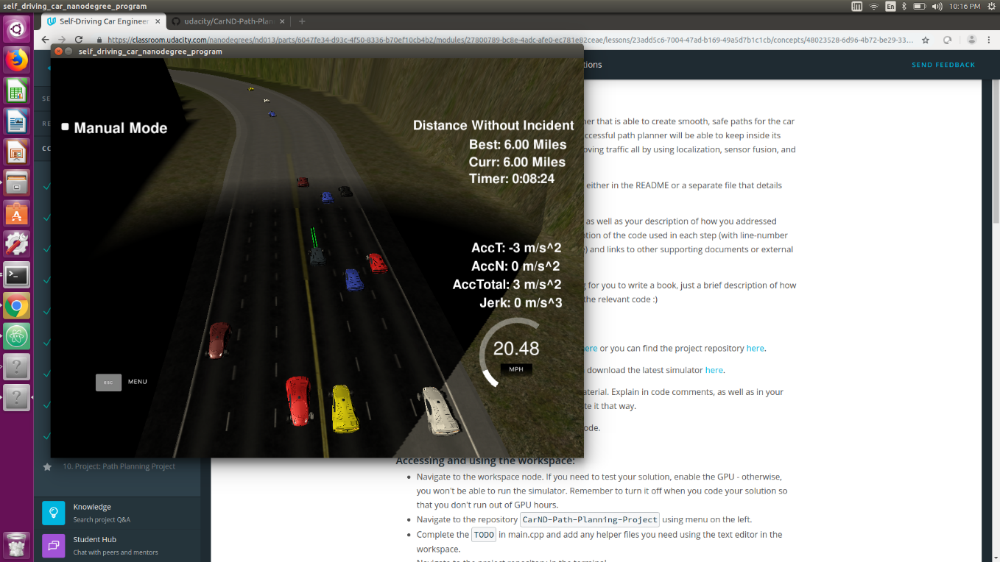 self_driving_car_nanodegree_program
En
10:16 PM
Self-Driving Car Engineer
udacity/CarND-Path-Plan
https://classroom.udacity.com/nanodegrees/nd013/parts/6047fe34-d93c-4f50-8336-b70ef10cb4b2/modules/27800789-bc8e-4adc-afe0-ec781e82ceae/lessons/23add5c6-7004-47ad-b169-49a5d7b1c1cb/concepts/48023528-6d96-4b72-be29-33...
self_driving_car_nanodegree_program
tions
SEND FEEDBACK
SE
RE
CO
Manual Mode
Distance Without Incident
Best: 6.00 Miles
Curr: 6.00 Miles
Timer: 0:08:24
AccT: -3 m/s^2
AccN: 0 m/s^2
AccTotal: 3 m/s^2
Jerk: 0 m/s^3
20.48
MPH
ESC
MENU
ner that is able to create smooth, safe paths for the car
uccessful path planner will be able to keep inside its
oving traffic all by using localization, sensor fusion, and
either in the README or a separate file that details
as well as your description of how you addressed
ption of the code used in each step (with line-number
) and links to other supporting documents or external
g for you to write a book, just a brief description of how
the relevant code :)
ere or you can find the project repository here.
download the latest simulator here.
aterial. Explain in code comments, as well as in your
te it that way.
ode.
Accessing and using the workspace:
Navigate to the workspace node. If you need to test your solution, enable the GPU - otherwise,
you won't be able to run the simulator. Remember to turn it off when you code your solution so
that you don't run out of GPU hours.
Navigate to the repository CarND-Path-Planning-Project using menu on the left.
Complete the TODO in main.cpp and add any helper files you need using the text editor in the
workspace.
10. Project: Path Planning Project
Knowledge
Search project Q&A
Student Hub
Chat with peers and mentors